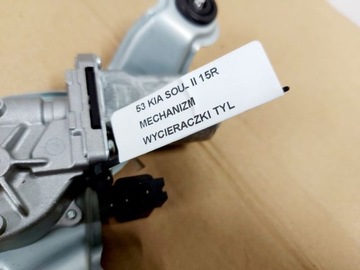 53 KIA SOUL II 15R
MECHANIZM
WYCIERACZKI TYL